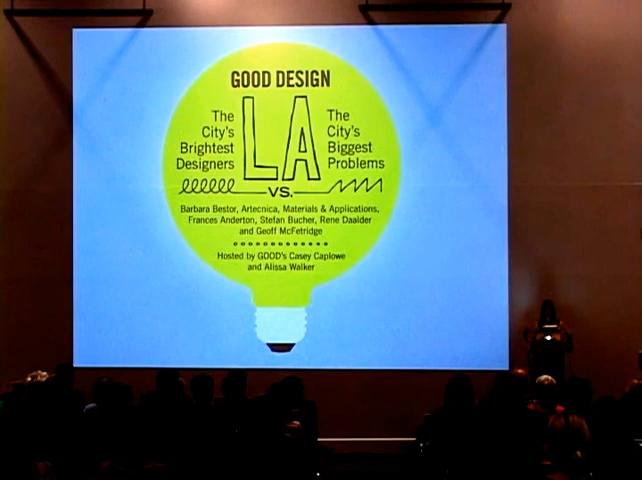 GOOD DESIGN
LA
The
City's
Brightest
Designers
The
City's
Biggest
Problems
VS.
Barbara Bestor, Artecnica, Materials & Applications,
Frances Anderton, Stefan Bucher, Rene Daalder
and Geoff McFetridge
Hosted by GOOD's Casey Caplowe
and Alissa Walker